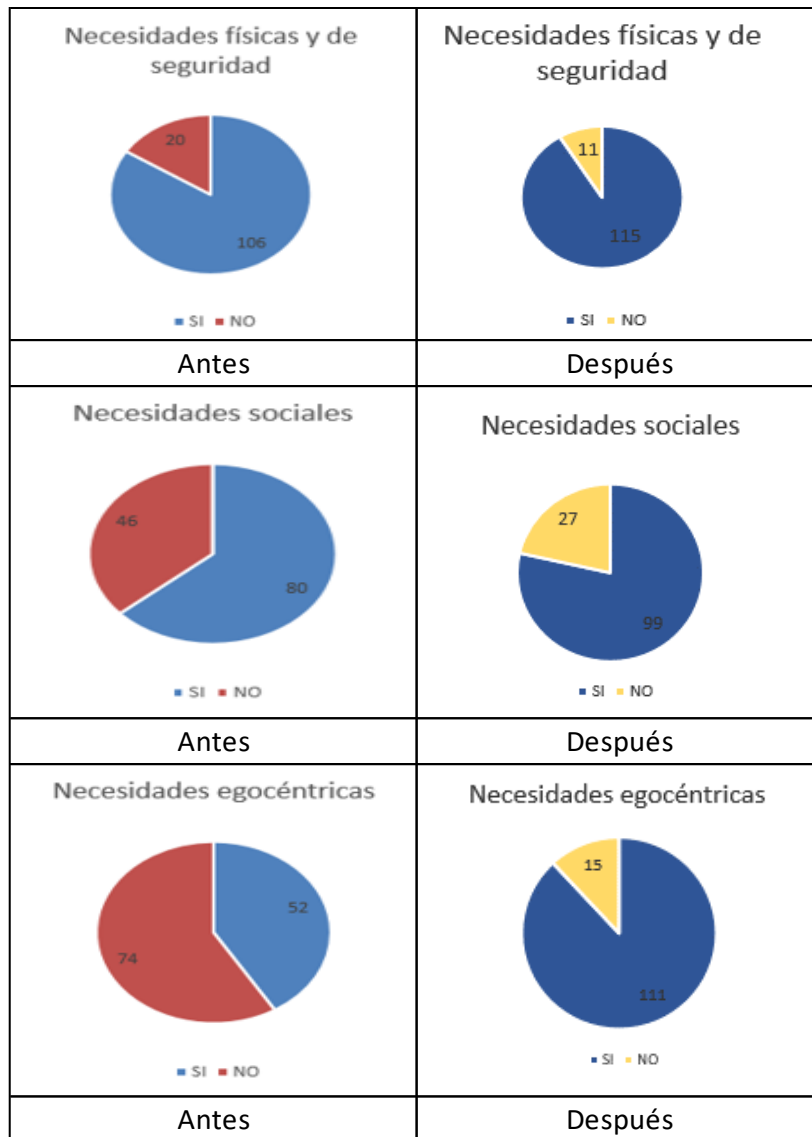 Necesidades físicas y de
seguridad
20
106
SI NO
Necesidades físicas y de
seguridad
11
115
SI NO
Antes
Después
Necesidades sociales
46
80
SI NO
Necesidades sociales
27
99
SI NO
Antes
Después
Necesidades egocéntricas
52
74
SI NO
Necesidades egocéntricas
15
111
SI NO
Antes
Después